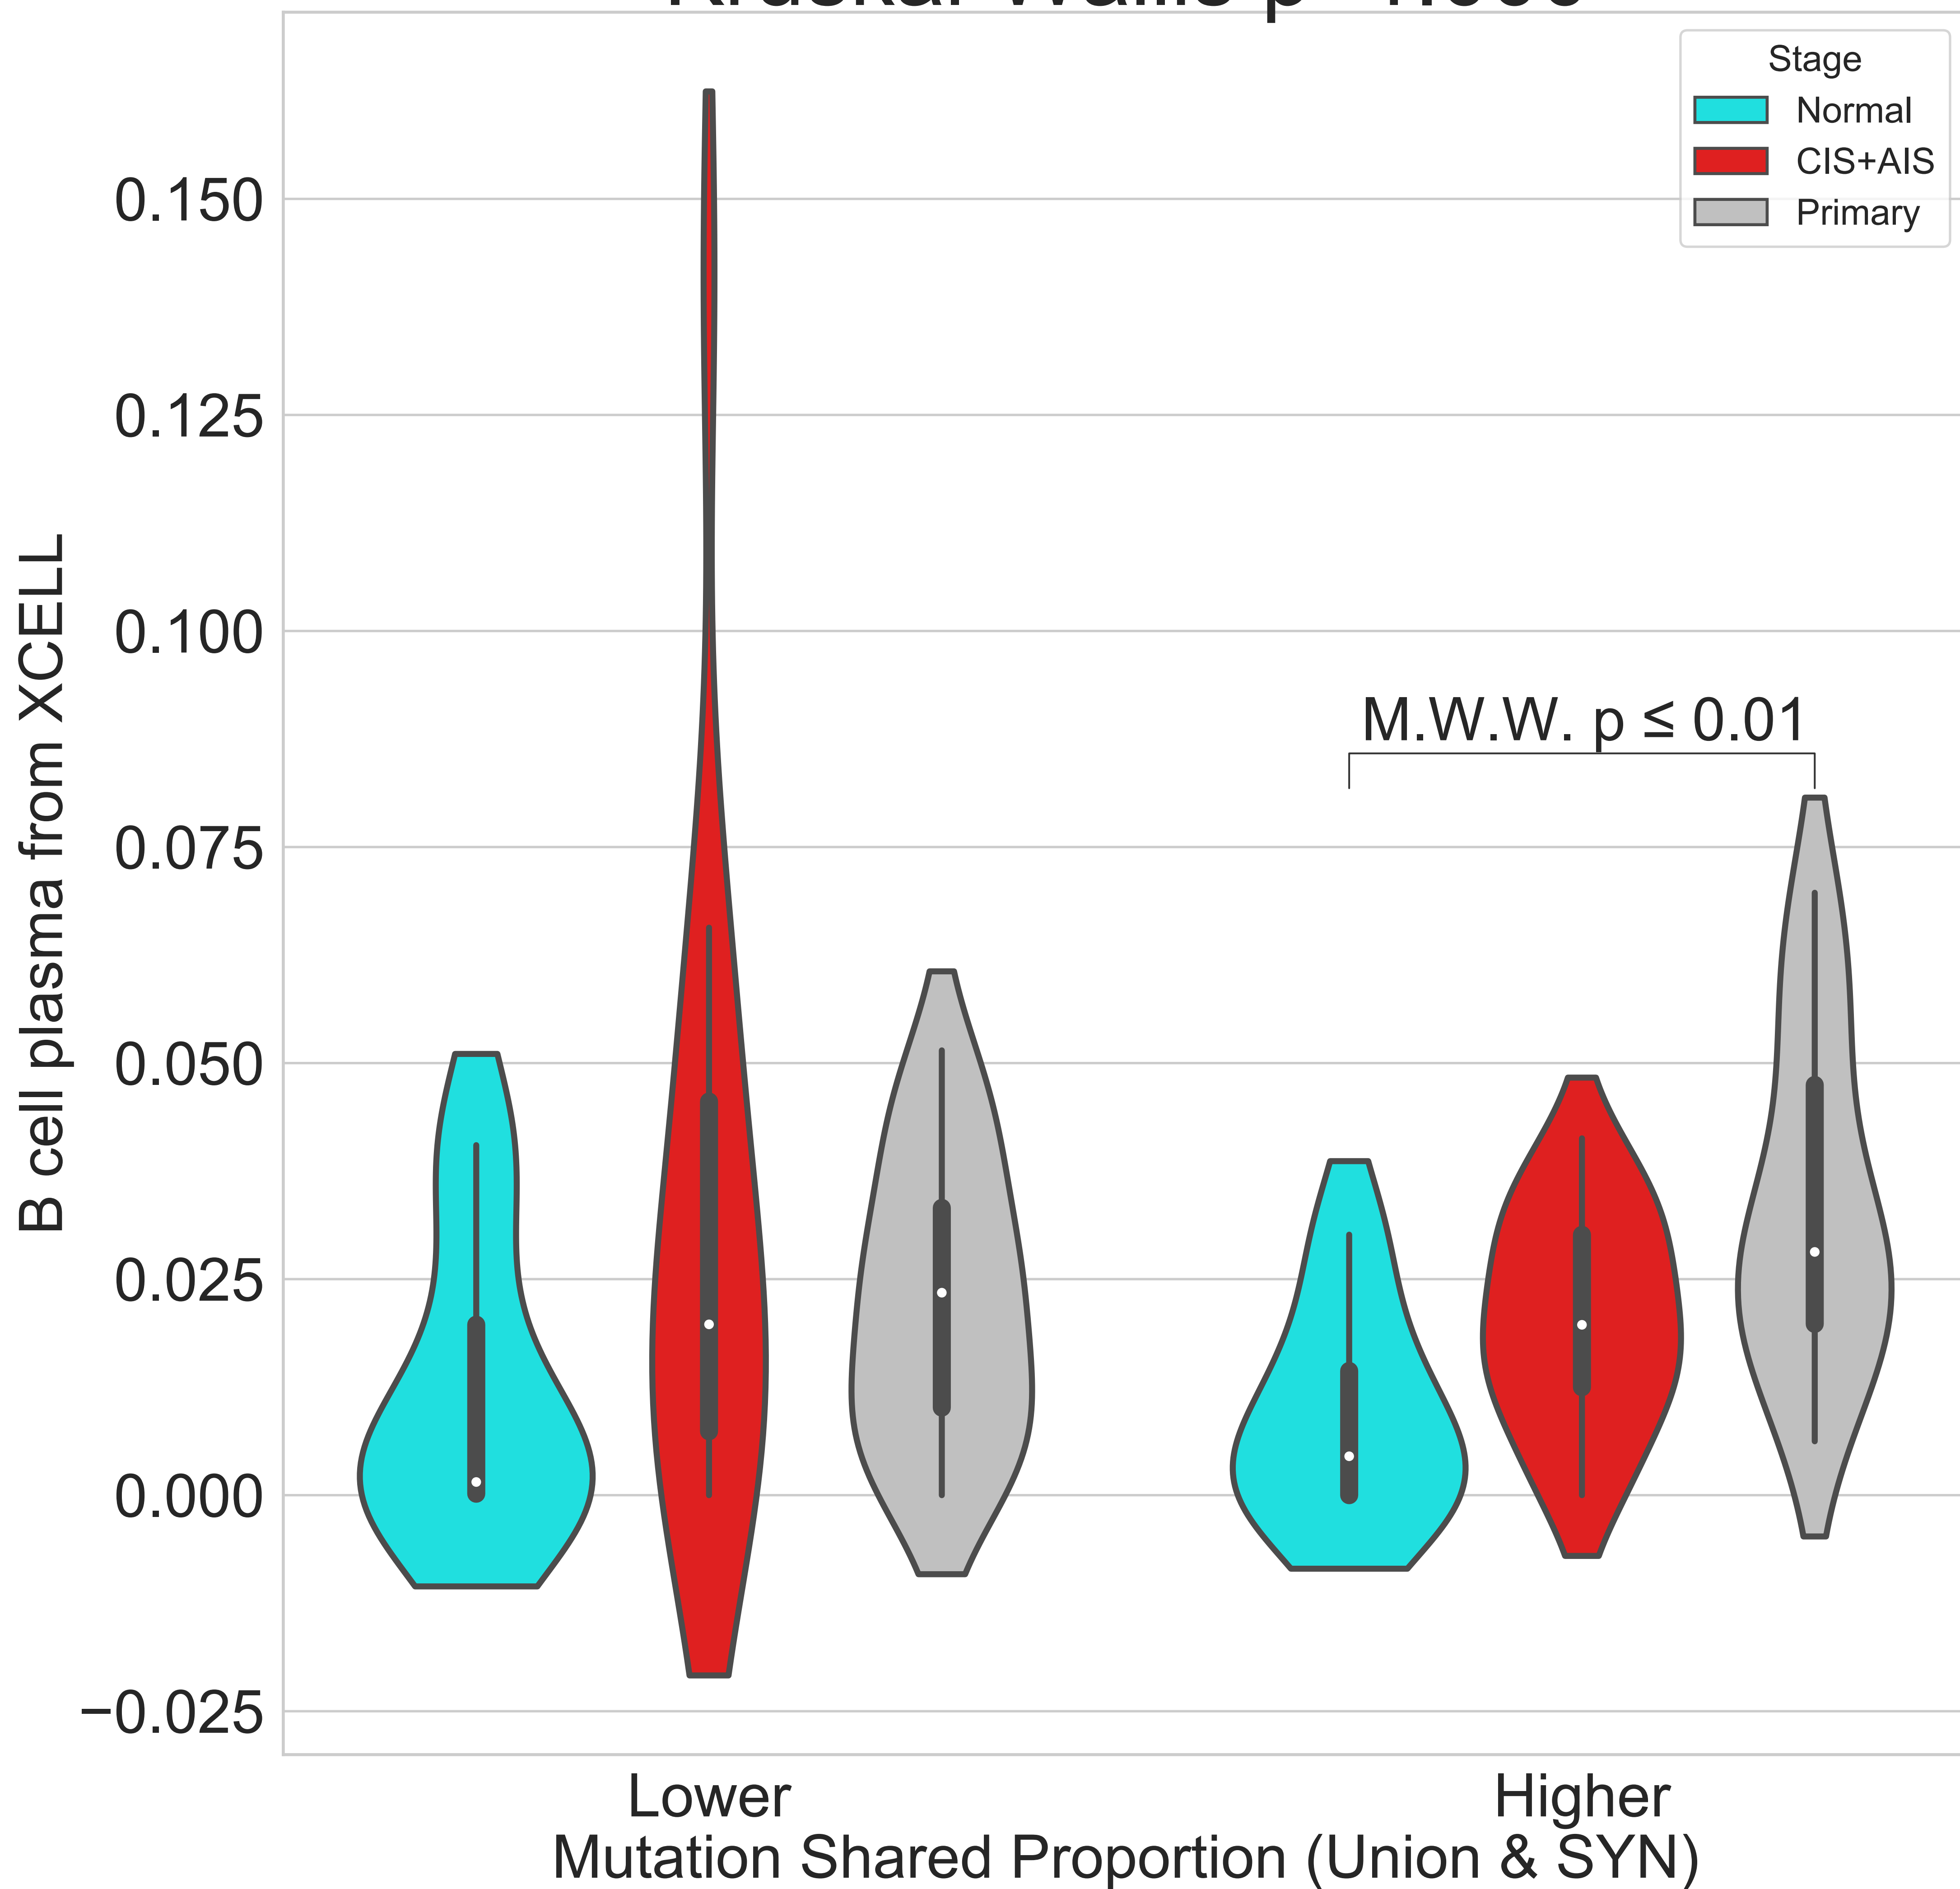 Stage
Normal
CIS+AIS
Primary
0.150
0.125
0.100
0.075
0.050
0.025
0.000
−0.025
B cell plasma from XCELL
M.W.W. p ≤ 0.01
Lower
Higher
Mutation Shared Proportion (Union & SYN)